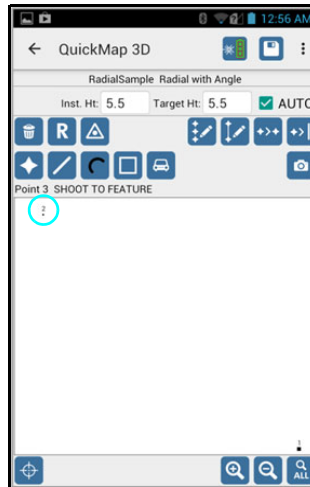 12:56 AM
QuickMap 3D
RadialSample Radial with Angle
Inst. Ht: 5.5 Target Ht: 5.5 AUTO
R
Point 3 SHOOT TO FEATURE
2
1
ALL